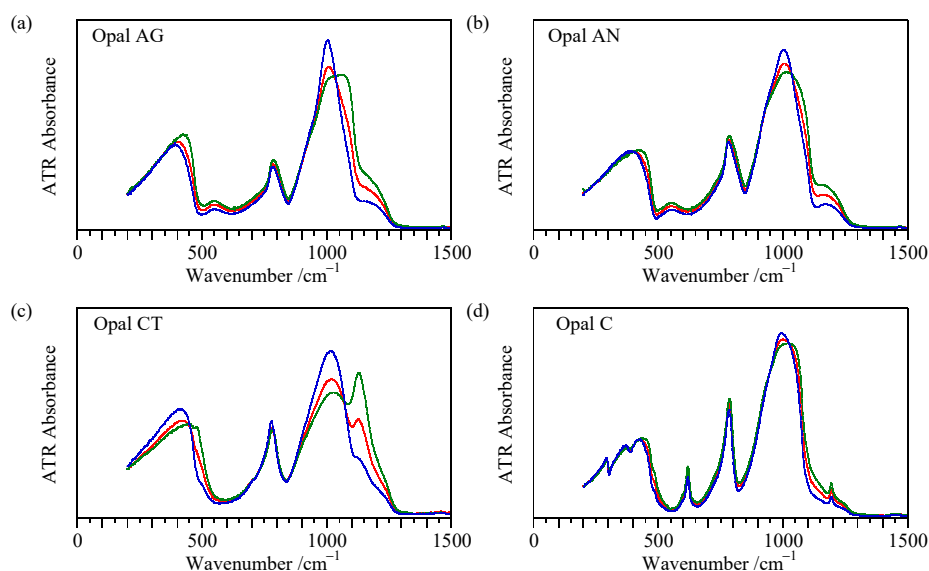 (a)
Opal AG
ATR Absorbance
0 500 1000 1500
Wavenumber /cm⁻¹
(b)
Opal AN
ATR Absorbance
0 500 1000 1500
Wavenumber /cm⁻¹
(c)
Opal CT
ATR Absorbance
0 500 1000 1500
Wavenumber /cm⁻¹
(d)
Opal C
ATR Absorbance
0 500 1000 1500
Wavenumber /cm⁻¹